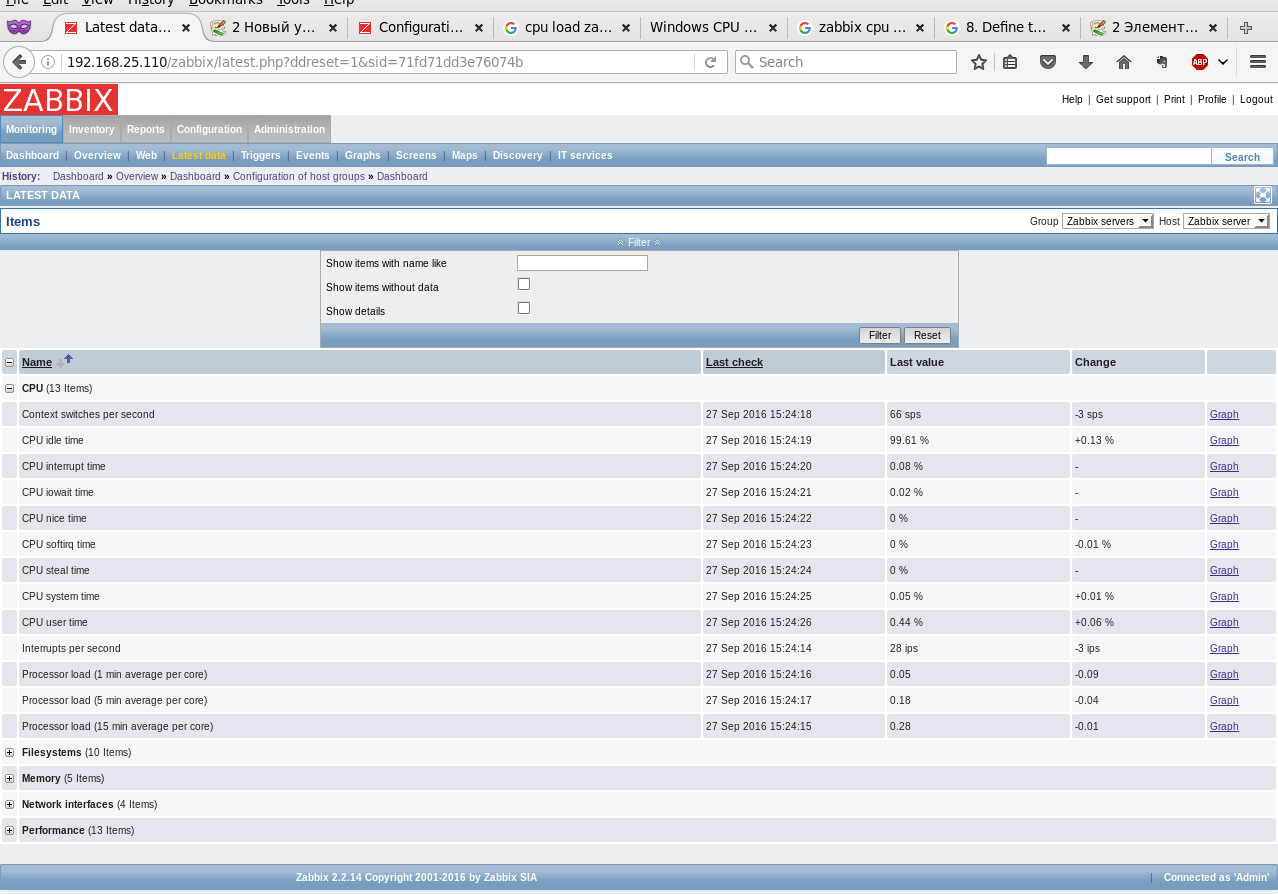 File Edit View History Bookmarks Tools Help
Latest data... 2 Новый у... Configurati... cpu load za... Windows CPU ... zabbix cpu ... 8. Define t... 2 Элемент...
192.168.25.110/zabbix/latest.php?ddreset=1&sid=71fd71dd3e76074b Search ABP
ZABBIX Help | Get support | Print | Profile | Logout
Monitoring Inventory Reports Configuration Administration
Dashboard | Overview | Web | Latest data | Triggers | Events | Graphs | Screens | Maps | Discovery | IT services Search
History: Dashboard » Overview » Dashboard » Configuration of host groups » Dashboard
LATEST DATA
Items Group Zabbix servers Host Zabbix server
Filter
Show items with name like
Show items without data
Show details
Filter Reset
Name Last check Last value Change
CPU (13 Items)
Context switches per second 27 Sep 2016 15:24:18 66 sps -3 sps Graph
CPU idle time 27 Sep 2016 15:24:19 99.61 % +0.13 % Graph
CPU interrupt time 27 Sep 2016 15:24:20 0.08 % - Graph
CPU iowait time 27 Sep 2016 15:24:21 0.02 % - Graph
CPU nice time 27 Sep 2016 15:24:22 0 % - Graph
CPU softirq time 27 Sep 2016 15:24:23 0 % -0.01 % Graph
CPU steal time 27 Sep 2016 15:24:24 0 % - Graph
CPU system time 27 Sep 2016 15:24:25 0.05 % +0.01 % Graph
CPU user time 27 Sep 2016 15:24:26 0.44 % +0.06 % Graph
Interrupts per second 27 Sep 2016 15:24:14 28 ips -3 ips Graph
Processor load (1 min average per core) 27 Sep 2016 15:24:16 0.05 -0.09 Graph
Processor load (5 min average per core) 27 Sep 2016 15:24:17 0.18 -0.04 Graph
Processor load (15 min average per core) 27 Sep 2016 15:24:15 0.28 -0.01 Graph
Filesystems (10 Items)
Memory (5 Items)
Network interfaces (4 Items)
Performance (13 Items)
Zabbix 2.2.14 Copyright 2001-2016 by Zabbix SIA | Connected as 'Admin'